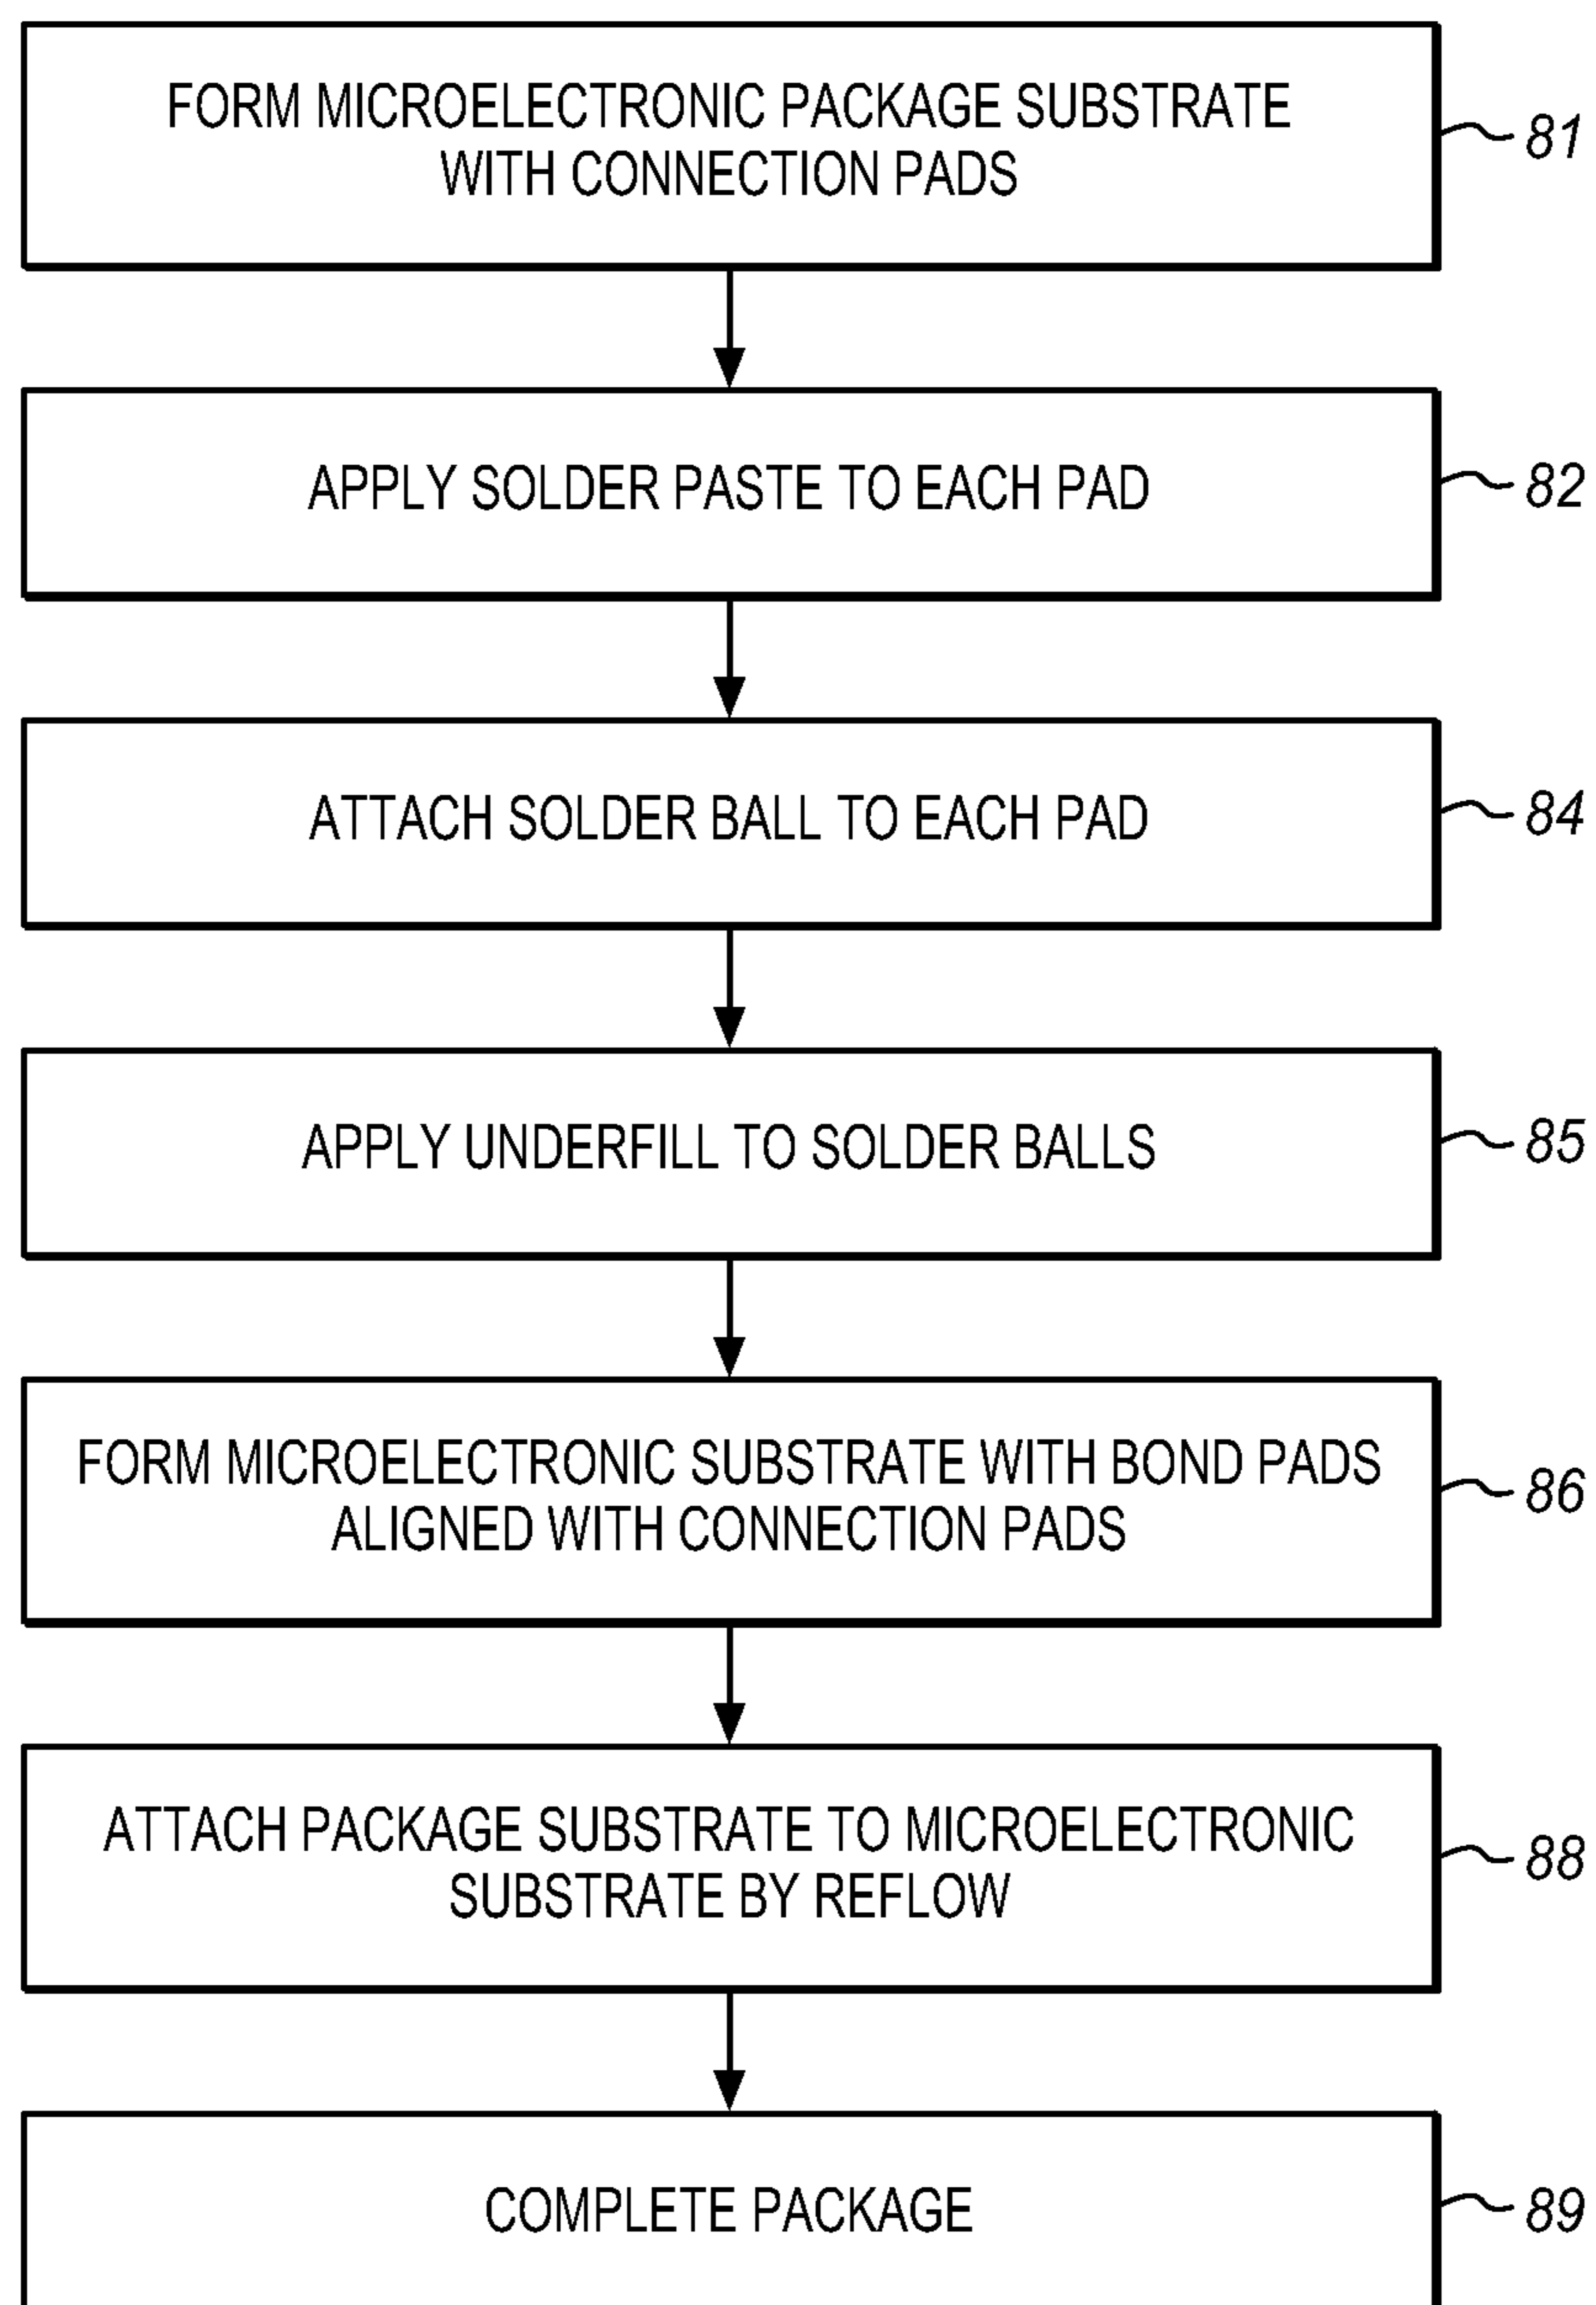 FORM MICROELECTRONIC PACKAGE SUBSTRATE
WITH CONNECTION PADS
81
APPLY SOLDER PASTE TO EACH PAD
82
ATTACH SOLDER BALL TO EACH PAD
84
APPLY UNDERFILL TO SOLDER BALLS
85
FORM MICROELECTRONIC SUBSTRATE WITH BOND PADS
ALIGNED WITH CONNECTION PADS
86
ATTACH PACKAGE SUBSTRATE TO MICROELECTRONIC
SUBSTRATE BY REFLOW
88
COMPLETE PACKAGE
89